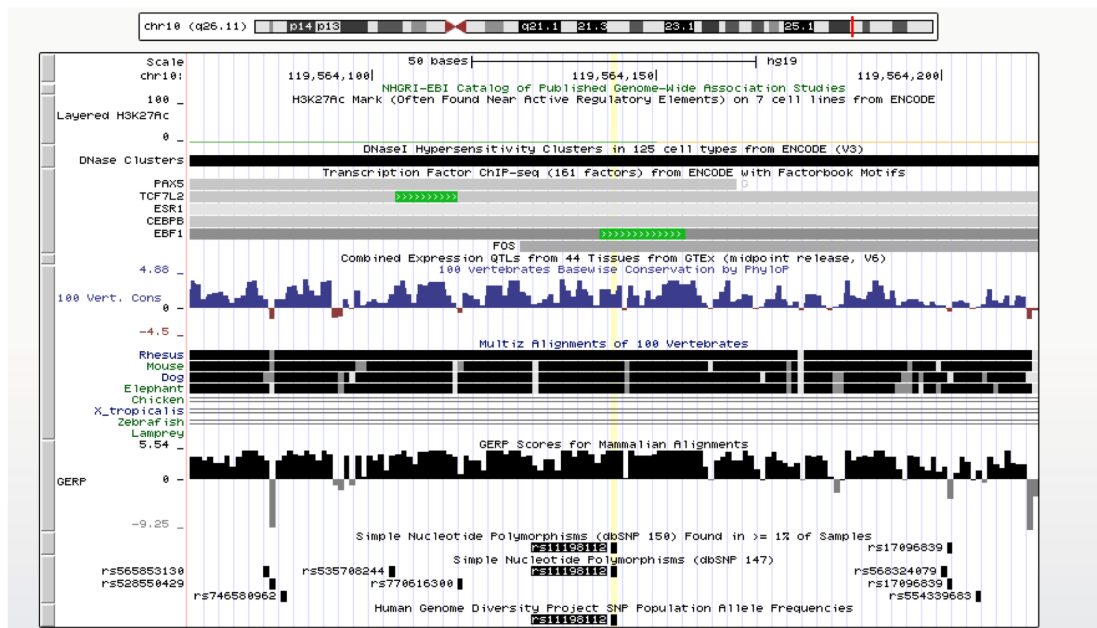 chr10 (q26.11) p14 p13 q21.1 21.3 23.1 25.1
Scale 50 bases hg19
chr10: 119,564,100 119,564,150 119,564,200
NHGRI-EBI Catalog of Published Genome-Wide Association Studies
100 _ H3K27Ac Mark (Often Found Near Active Regulatory Elements) on 7 cell lines from ENCODE
Layered H3K27Ac
0 _
DNaseI Hypersensitivity Clusters in 125 cell types from ENCODE (V3)
DNase Clusters
Transcription Factor ChIP-seq (161 factors) from ENCODE with Factorbook Motifs
PAX5 G
TCF7L2
ESR1
CEBPB
EBF1
FOS
Combined Expression QTLs from 44 Tissues from GTEx (midpoint release, V6)
4.88 _ 100 vertebrates Basewise Conservation by PhyloP
100 Vert. Cons
0 _
-4.5 _
Multiz Alignments of 100 Vertebrates
Rhesus
Mouse
Dog
Elephant
Chicken
X_tropicalis
Zebrafish
Lamprey
5.54 _ GERP Scores for Mammalian Alignments
GERP 0 _
-9.25 _
Simple Nucleotide Polymorphisms (dbSNP 150) Found in >= 1% of Samples
rs11198112 rs17096839
Simple Nucleotide Polymorphisms (dbSNP 147)
rs565853130 rs535708244 rs11198112 rs568324079
rs528550429 rs770616300 rs17096839
rs746580962 rs554339683
Human Genome Diversity Project SNP Population Allele Frequencies
rs11198112